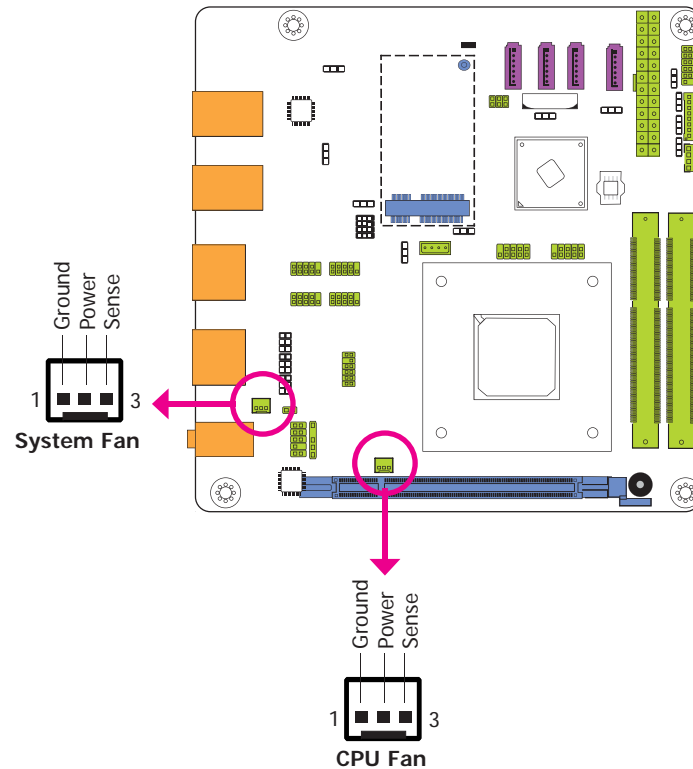 Ground
Power
Sense
1 3
System Fan
Ground
Power
Sense
1 3
CPU Fan